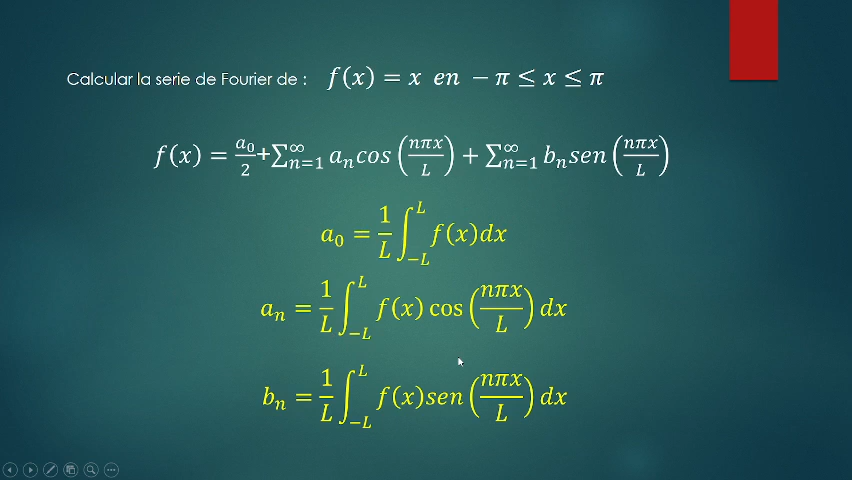 Calcular la serie de Fourier de : f(x) = x en − π ≤ x ≤ π
f(x) = a₀/2 + ∑ₙ₌₁^∞ aₙcos(nπx/L) + ∑ₙ₌₁^∞ bₙsen(nπx/L)
a₀ = 1/L ∫₋L^L f(x)dx
aₙ = 1/L ∫₋L^L f(x) cos(nπx/L) dx
bₙ = 1/L ∫₋L^L f(x)sen(nπx/L) dx